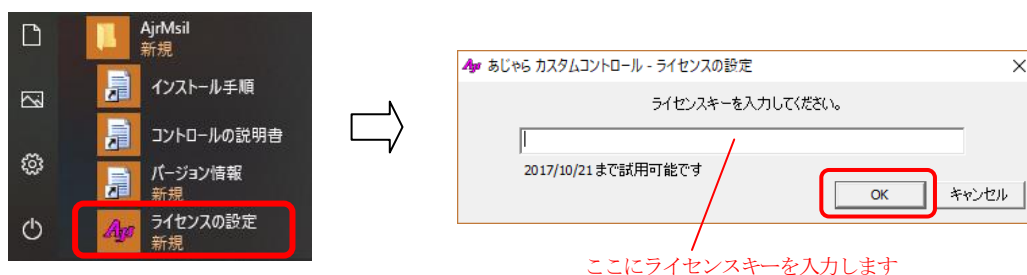 AjrMsil
新規
インストール手順
コントロールの説明書
バージョン情報
新規
ライセンスの設定
新規
あじゃら カスタムコントロール - ライセンスの設定
ライセンスキーを入力してください。
2017/10/21 まで試用可能です
OK
キャンセル
ここにライセンスキーを入力します